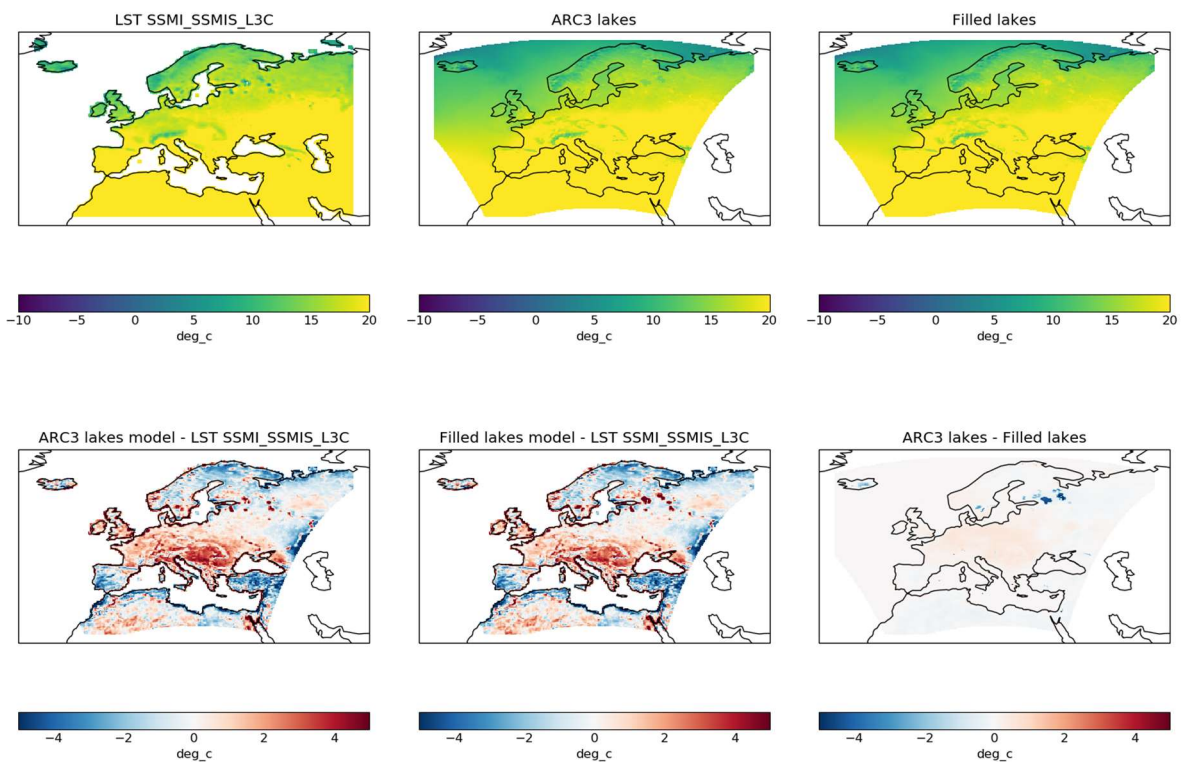 LST SSMI_SSMIS_L3C
ARC3 lakes
Filled lakes
−10 −5 0 5 10 15 20
deg_c
−10 −5 0 5 10 15 20
deg_c
−10 −5 0 5 10 15 20
deg_c
ARC3 lakes model - LST SSMI_SSMIS_L3C
Filled lakes model - LST SSMI_SSMIS_L3C
ARC3 lakes - Filled lakes
−4 −2 0 2 4
deg_c
−4 −2 0 2 4
deg_c
−4 −2 0 2 4
deg_c